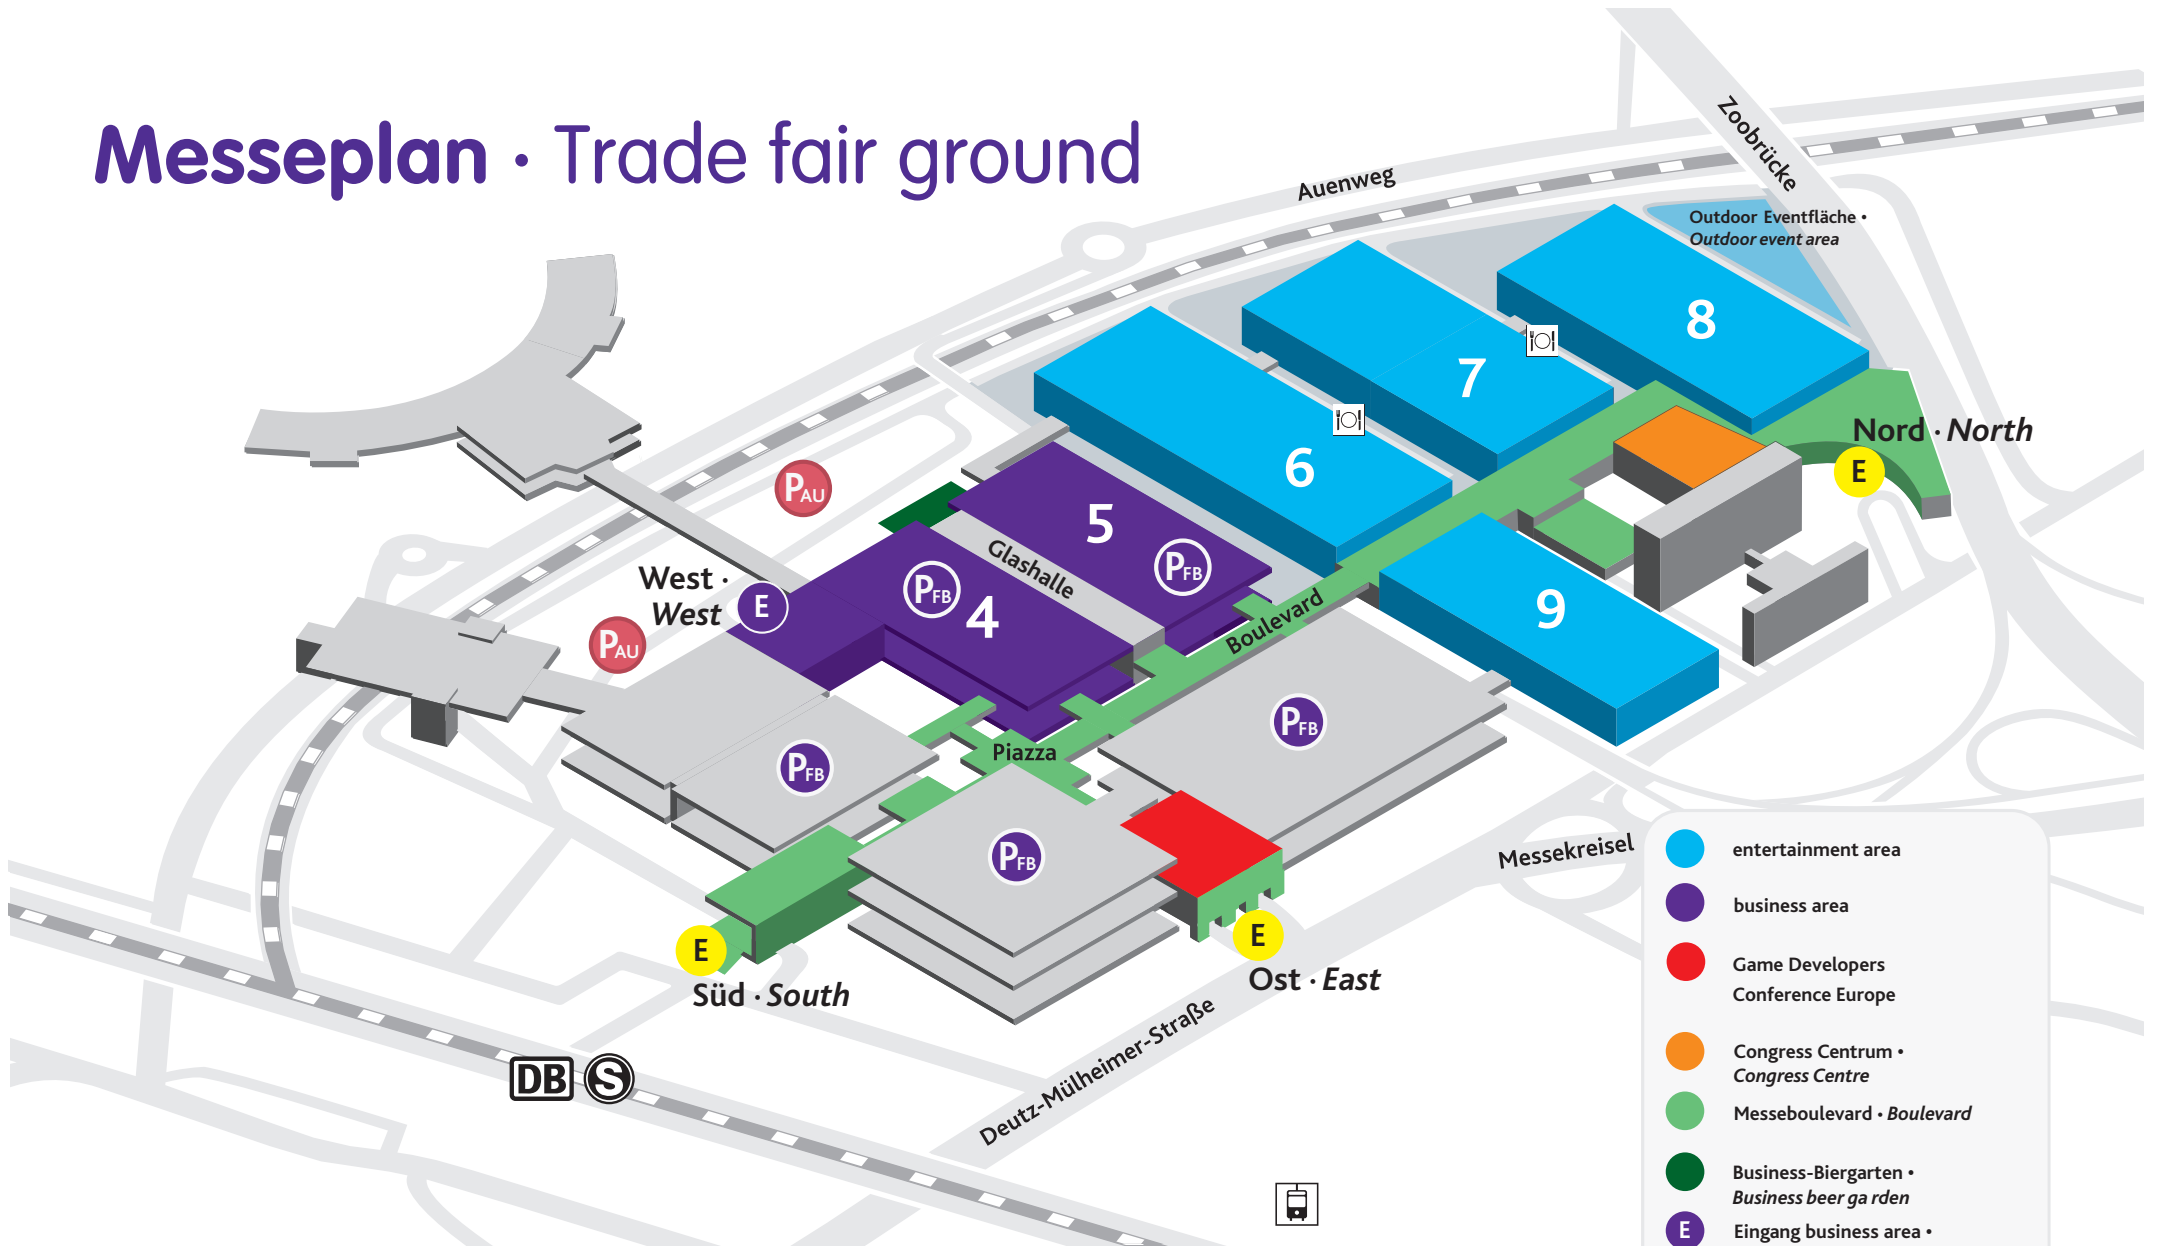 Messeplan · Trade fair ground
Zoobrücke
Auenweg
Outdoor Eventfläche •
Outdoor event area
8
7
6
Nord · North
E
PAU
5
Glashalle
PFB
PFB
4
West ·
West
E
PAU
9
Boulevard
PFB
Piazza
PFB
PFB
Messekreisel
E
Süd · South
E
Ost · East
Deutz-Mülheimer-Straße
DB
S
entertainment area
business area
Game Developers
Conference Europe
Congress Centrum •
Congress Centre
Messeboulevard • Boulevard
Business-Biergarten •
Business beer ga rden
E
Eingang business area •